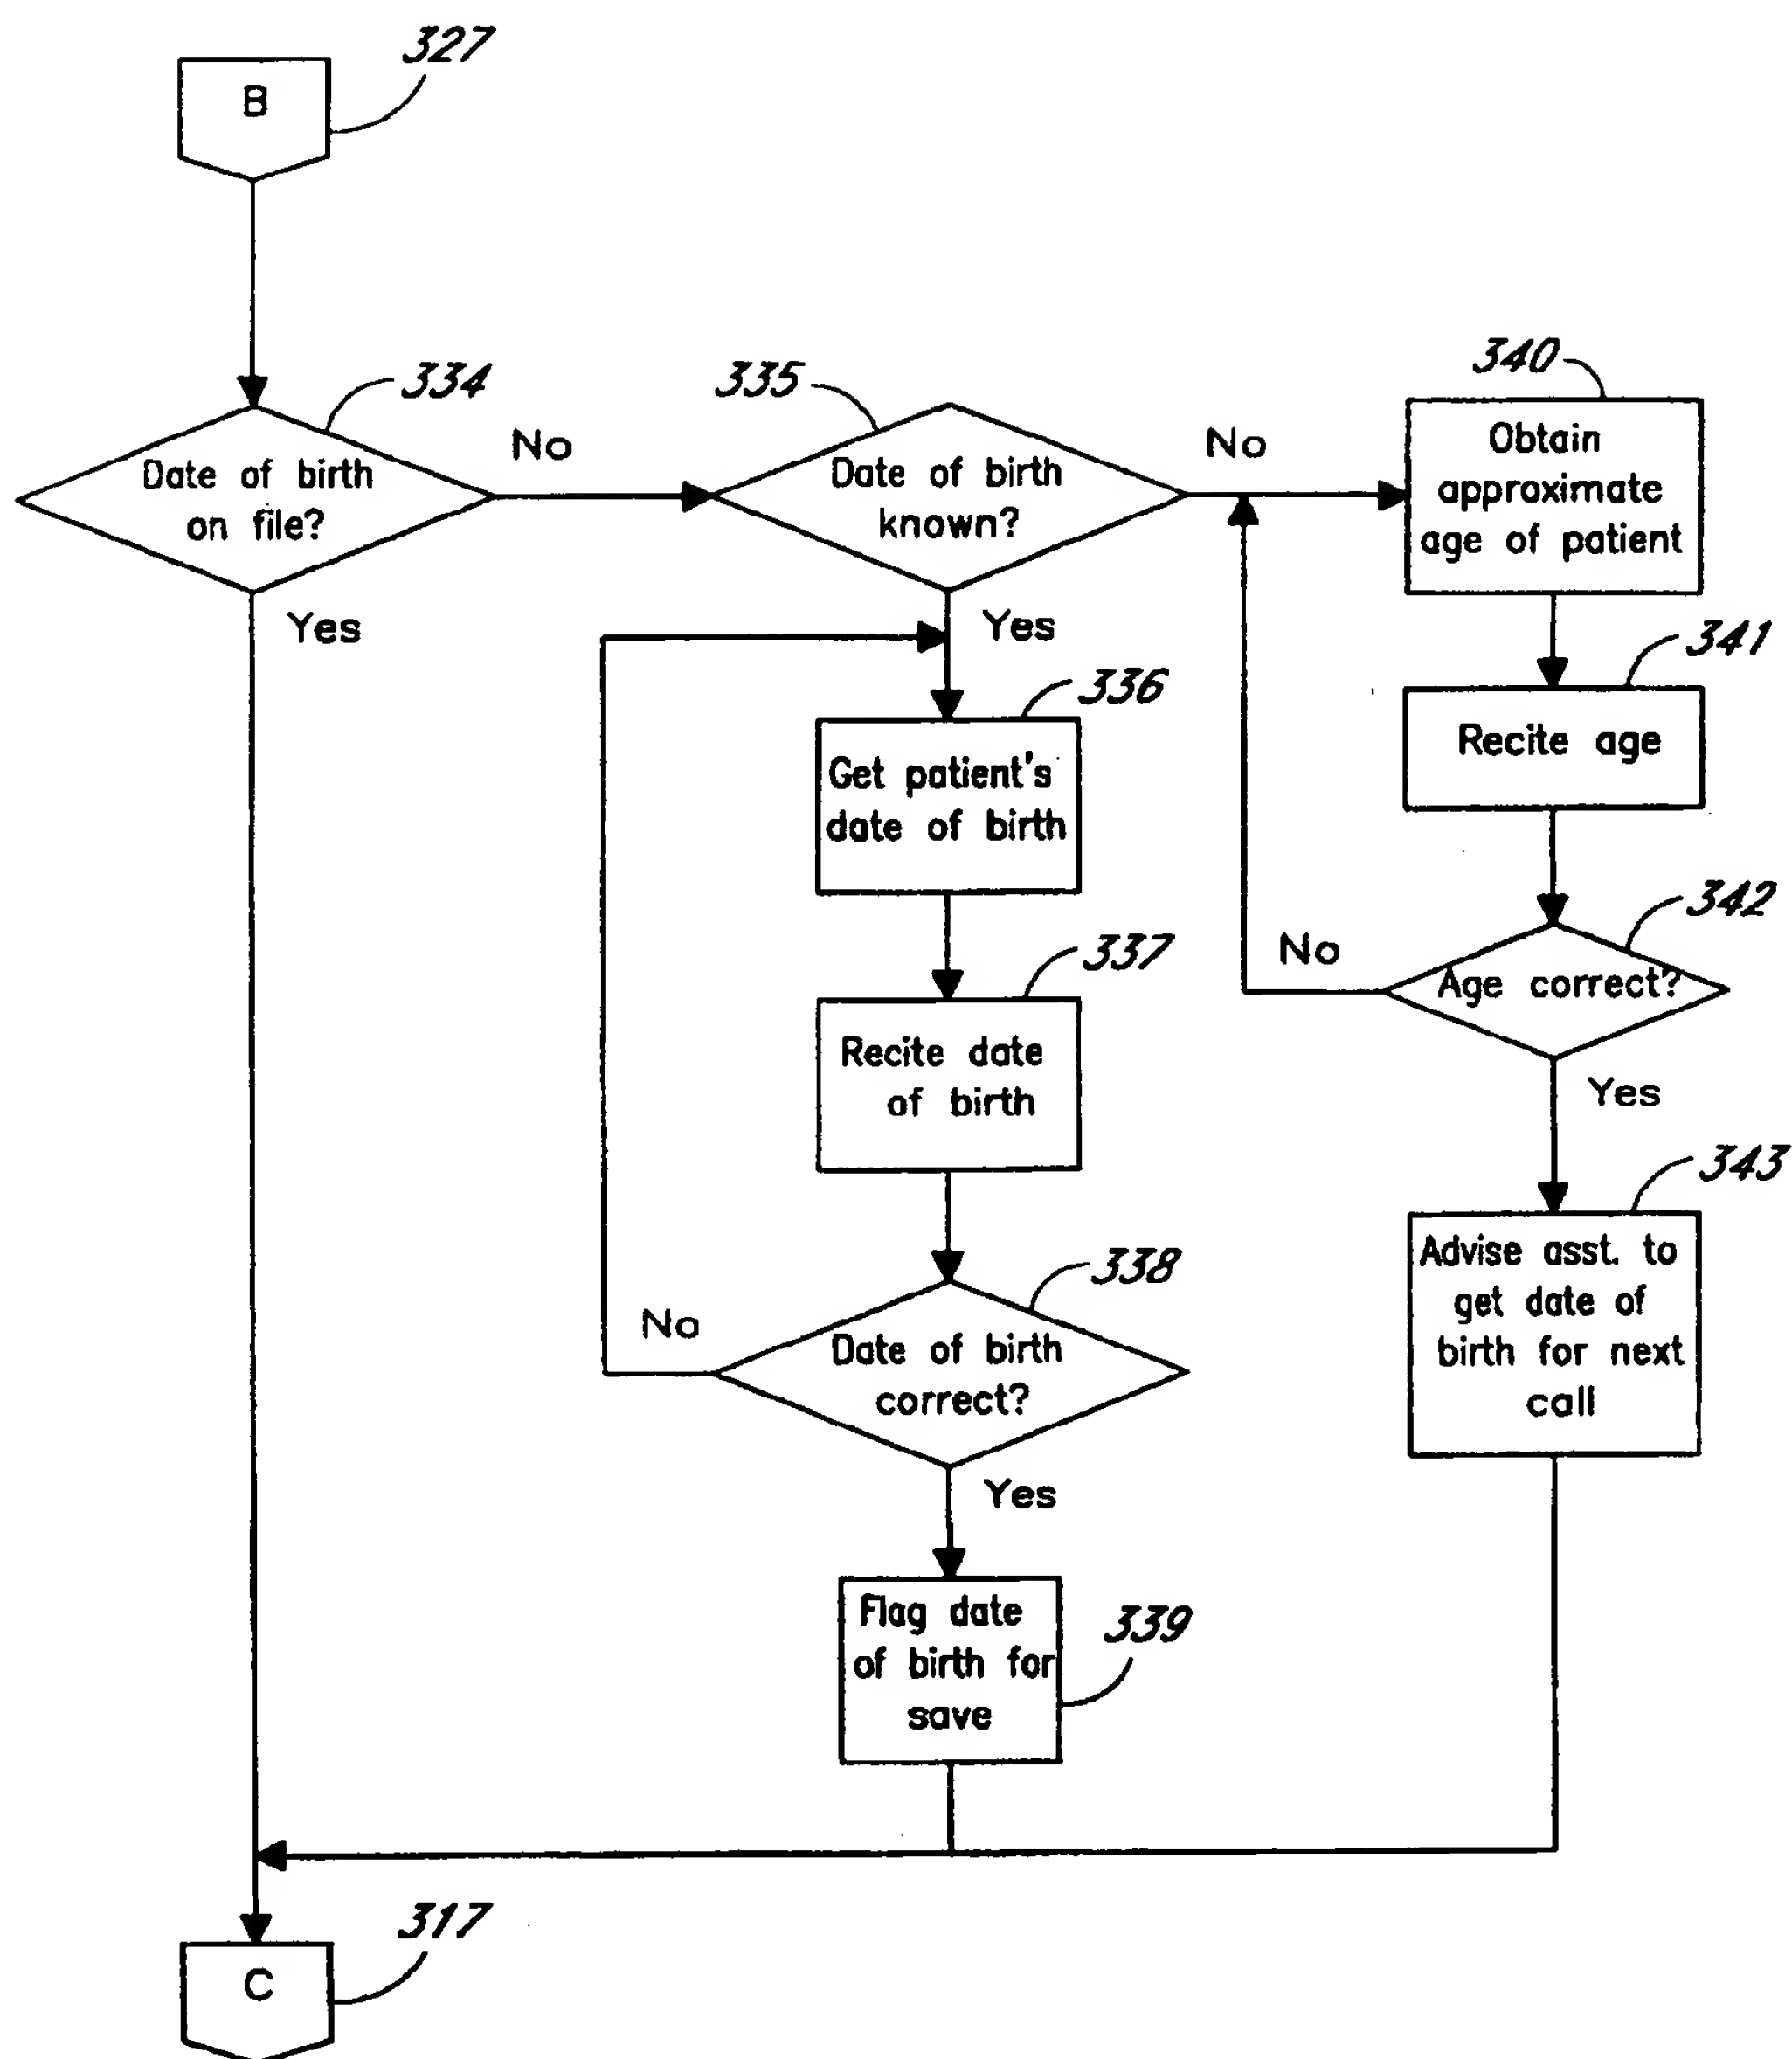 327
B
334
335
340
Date of birth
on file?
No
Date of birth
known?
No
Obtain
approximate
age of patient
Yes
Yes
341
Recite age
336
Get patient's
date of birth
342
Age correct?
No
Yes
337
Recite date
of birth
343
Advise asst. to
get date of
birth for next
call
338
Date of birth
correct?
No
Yes
339
Flag date
of birth for
save
317
C